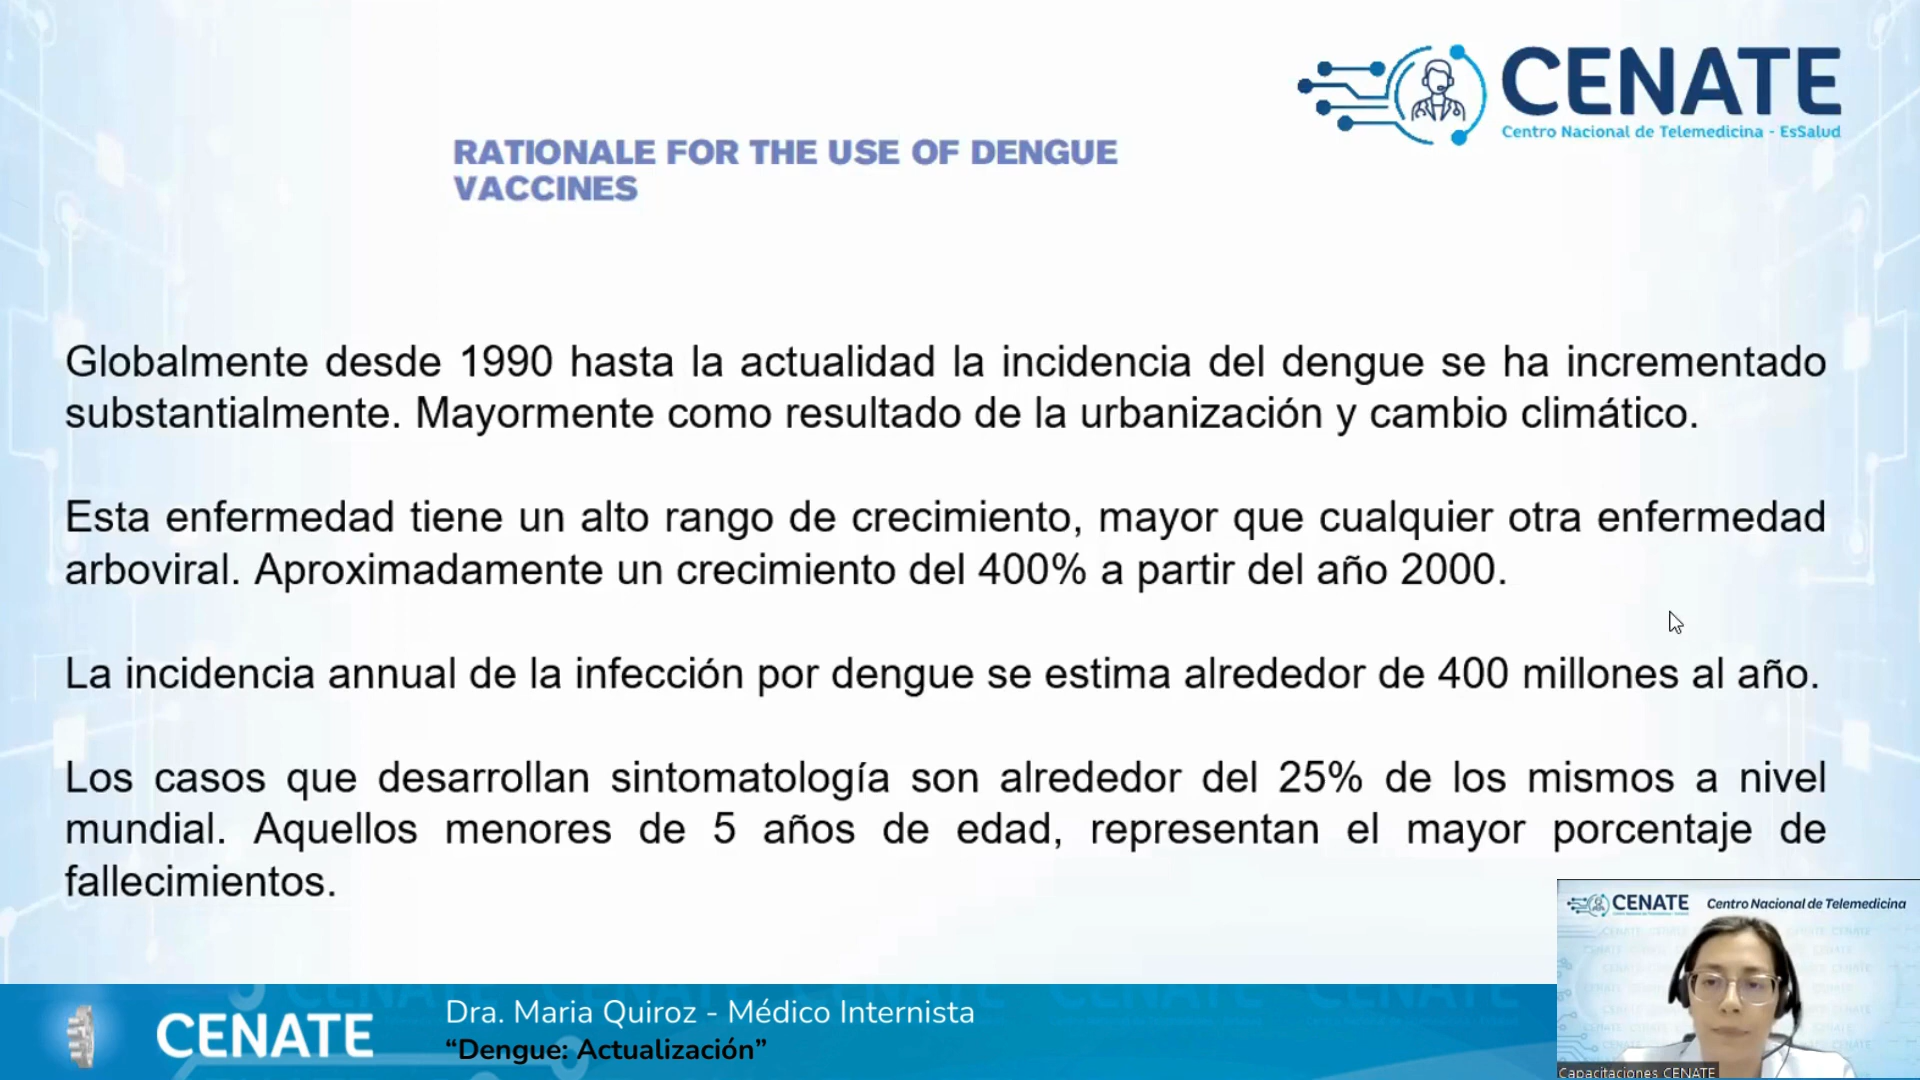 CENATE
Centro Nacional de Telemedicina - EsSalud
RATIONALE FOR THE USE OF DENGUE
VACCINES
Globalmente desde 1990 hasta la actualidad la incidencia del dengue se ha incrementado
substantialmente. Mayormente como resultado de la urbanización y cambio climático.
Esta enfermedad tiene un alto rango de crecimiento, mayor que cualquier otra enfermedad
arboviral. Aproximadamente un crecimiento del 400% a partir del año 2000.
La incidencia annual de la infección por dengue se estima alrededor de 400 millones al año.
Los casos que desarrollan sintomatología son alrededor del 25% de los mismos a nivel
mundial. Aquellos menores de 5 años de edad, representan el mayor porcentaje de
fallecimientos.
CENATE Centro Nacional de Telemedicina
Capacitaciones CENATE
CENATE
Dra. Maria Quiroz - Médico Internista
“Dengue: Actualización”